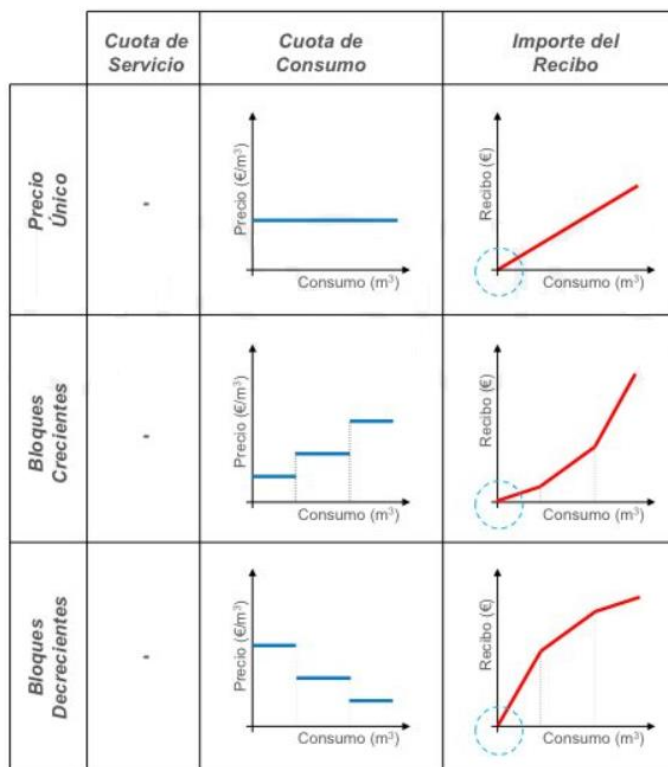 Cuota de
Servicio
Cuota de
Consumo
Importe del
Recibo
Precio
Único
-
Precio (€/m³)
Consumo (m³)
Recibo (€)
Consumo (m³)
Bloques
Crecientes
-
Precio (€/m³)
Consumo (m³)
Recibo (€)
Consumo (m³)
Bloques
Decrecientes
-
Precio (€/m³)
Consumo (m³)
Recibo (€)
Consumo (m³)